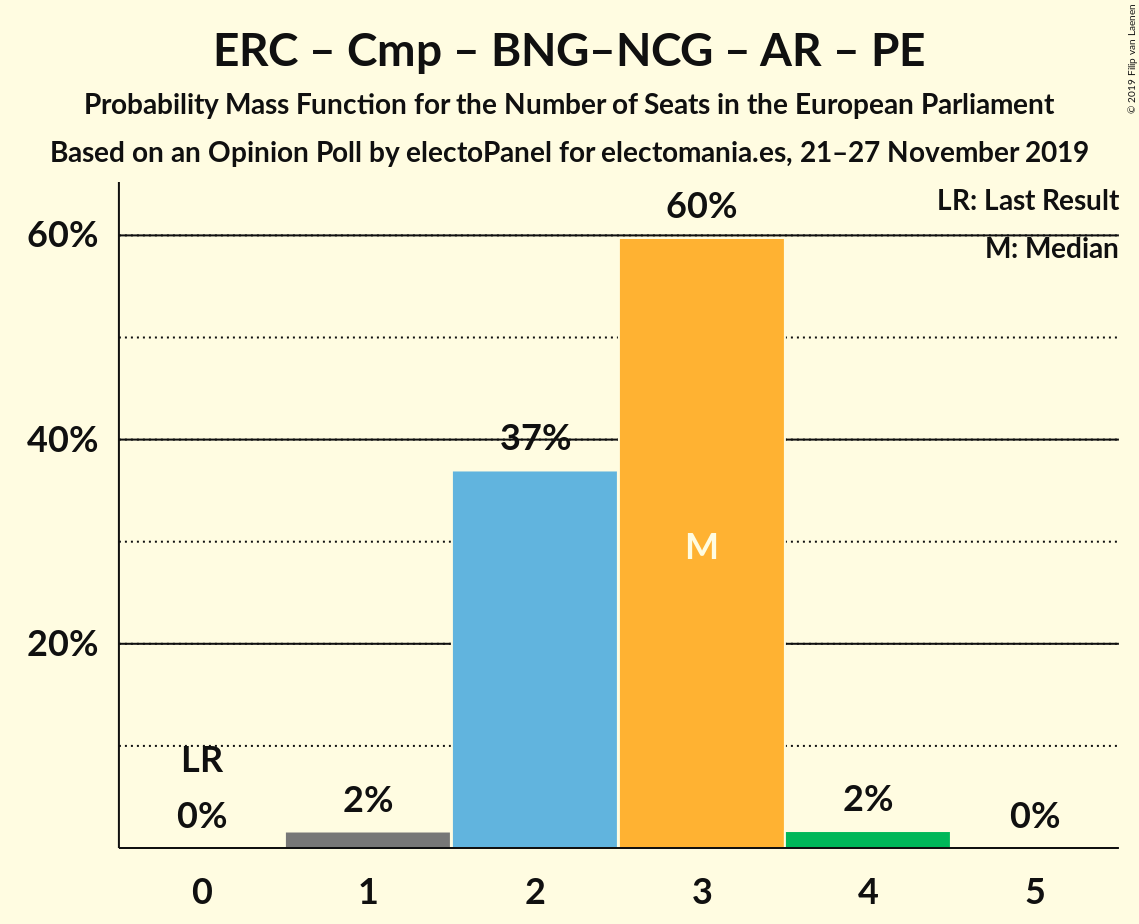 ERC – Cmp – BNG–NCG – AR – PE
Probability Mass Function for the Number of Seats in the European Parliament
Based on an Opinion Poll by electoPanel for electomania.es, 21–27 November 2019
© 2019 Filip van Laenen
LR: Last Result
M: Median
60%
40%
20%
LR
0%
2%
37%
60%
M
2%
0%
0
1
2
3
4
5